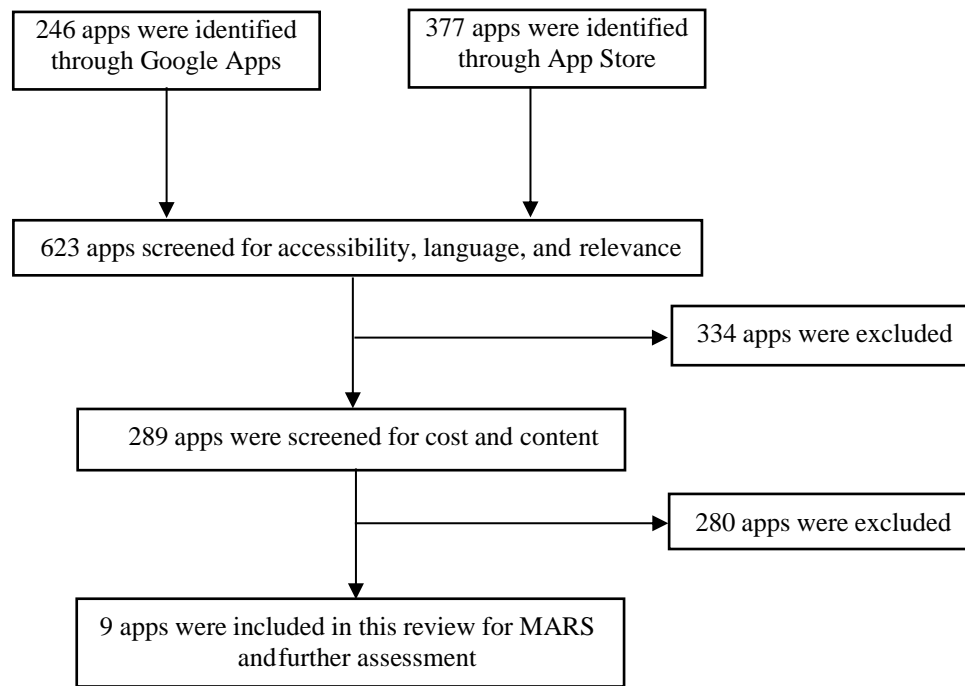 246 apps were identified
through Google Apps
377 apps were identified
through App Store
623 apps screened for accessibility, language, and relevance
334 apps were excluded
289 apps were screened for cost and content
280 apps were excluded
9 apps were included in this review for MARS
andfurther assessment